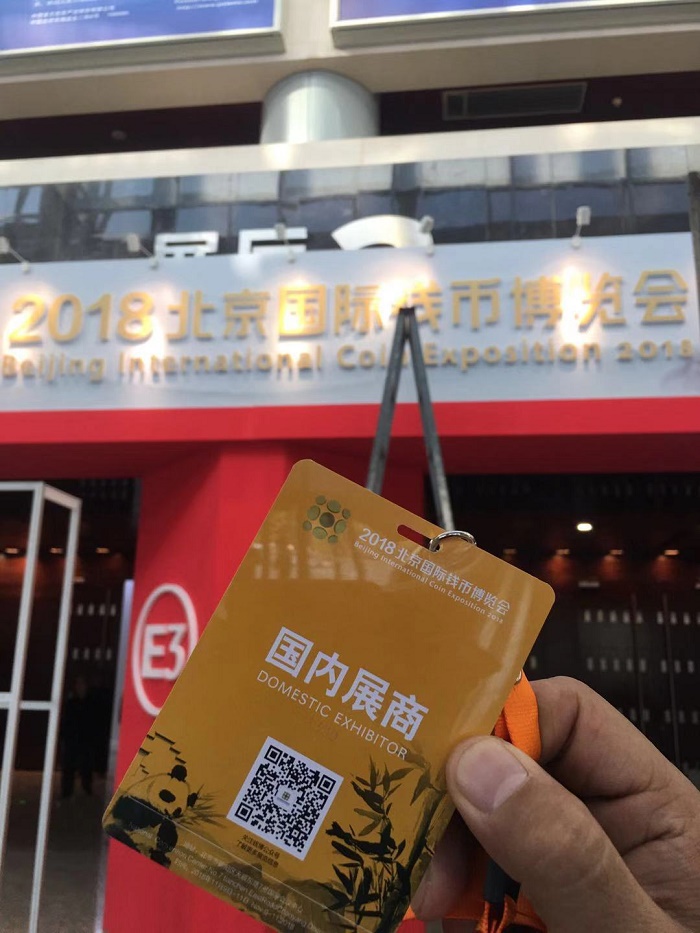 2018北京国际钱币博览会
Beijing International Coin Exposition 2018
E3
2018北京国际钱币博览会
Beijing International Coin Exposition 2018
国内展商
DOMESTIC EXHIBITOR